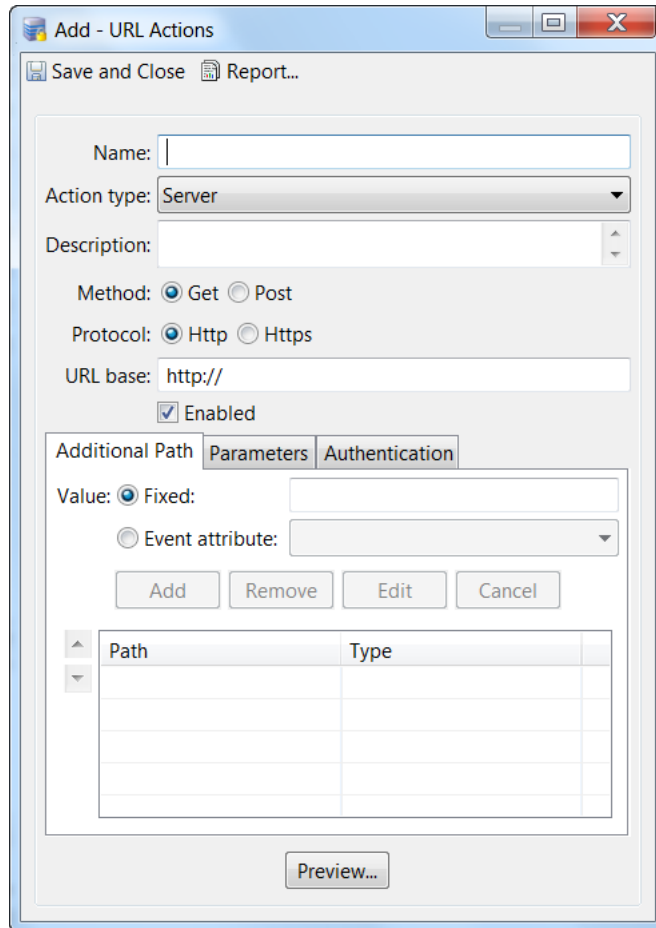 Add - URL Actions
Save and Close Report...
Name:
Action type: Server
Description:
Method: Get Post
Protocol: Http Https
URL base: http://
Enabled
Additional Path Parameters Authentication
Value: Fixed:
Event attribute:
Add Remove Edit Cancel
Path Type
Preview...